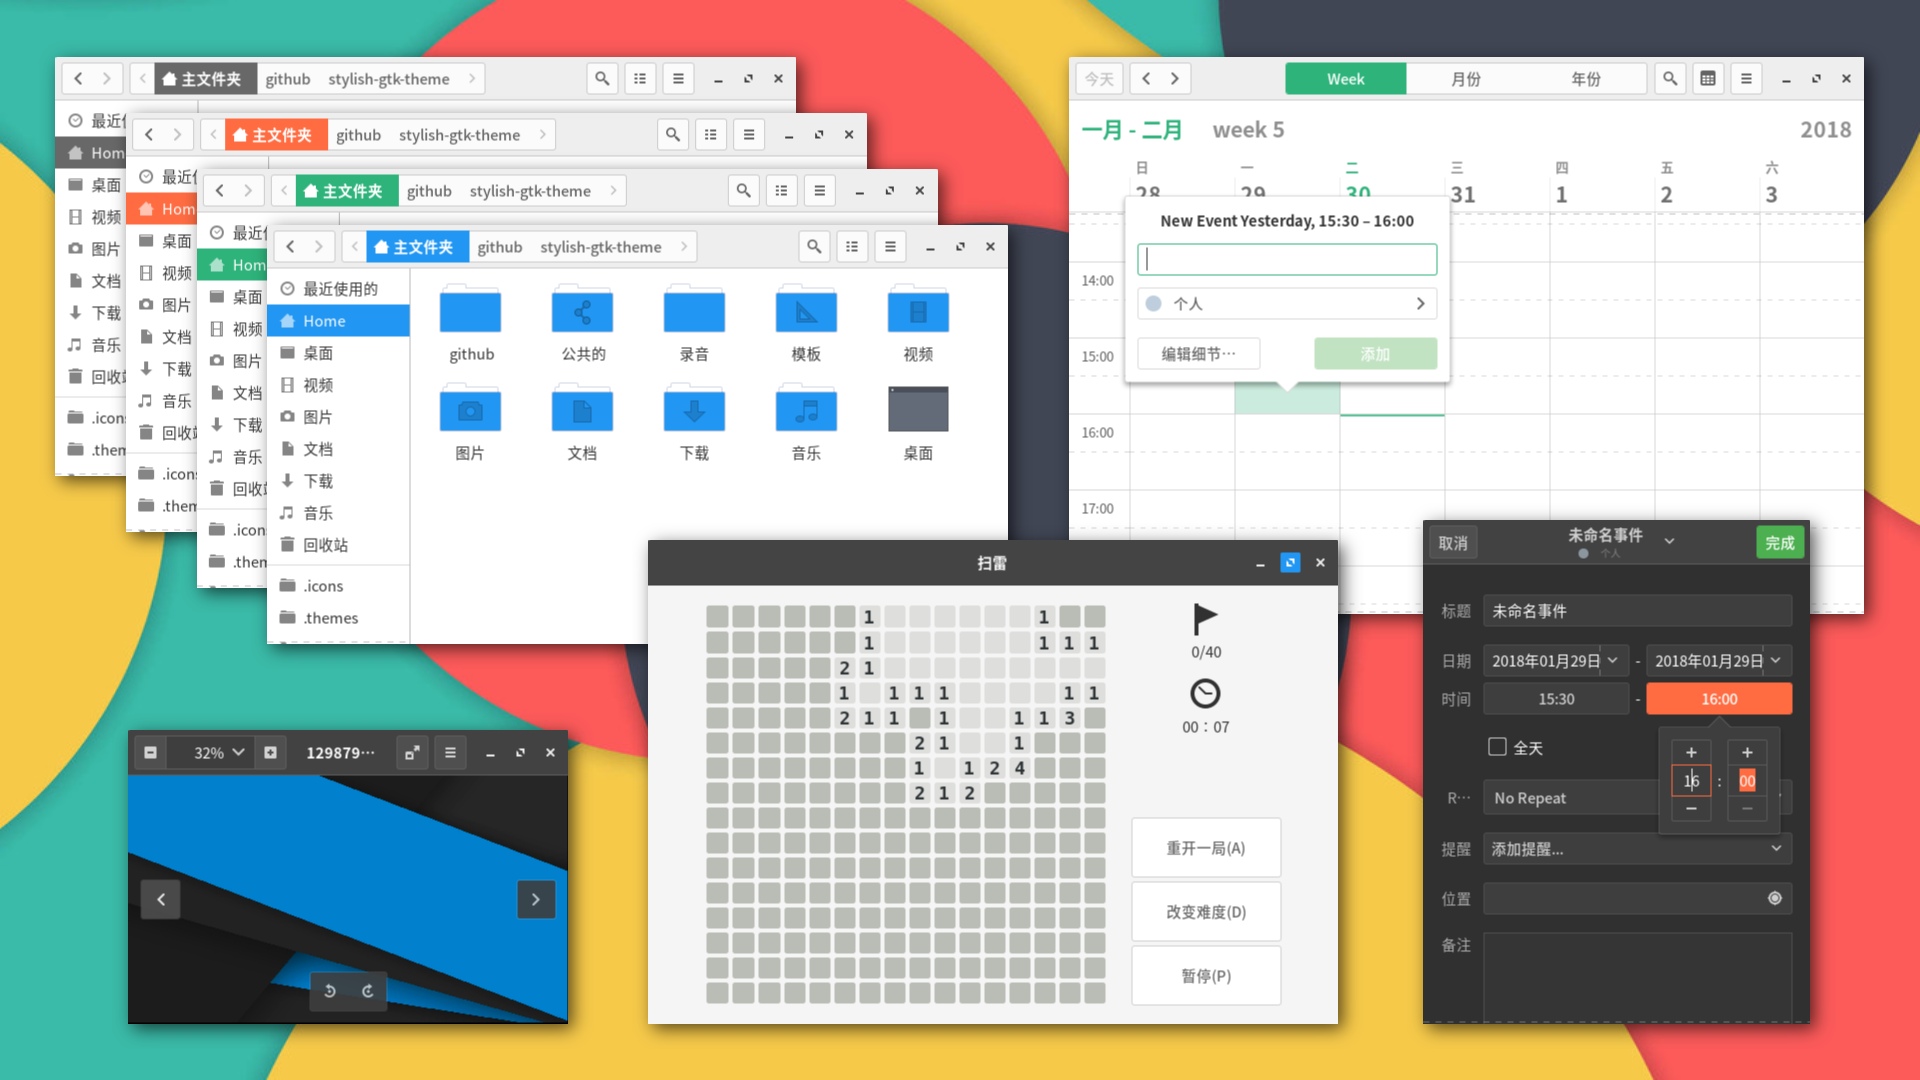 主文件夹 github stylish-gtk-theme
最近
Hom
桌面
视频
图片
文档
下载
音乐
回收站
.icons
.them
主文件夹 github stylish-gtk-theme
最近
Hom
桌面
视频
图片
文档
下载
音乐
回收站
.icons
.them
主文件夹 github stylish-gtk-theme
最近
Hom
桌面
视频
图片
文档
下载
音乐
回收站
.icon
.them
主文件夹 github stylish-gtk-theme
最近使用的
Home
桌面
视频
图片
文档
下载
音乐
回收站
.icons
.themes
github 公共的 录音 模板 视频
图片 文档 下载 音乐 桌面
今天 Week 月份 年份
一月 - 二月 week 5 2018
日 一 二 三 四 五 六
28 29 30 31 1 2 3
New Event Yesterday, 15:30 – 16:00
个人
编辑细节… 添加
14:00
15:00
16:00
17:00
扫雷
1 1
1 1 1 1
2 1
1 1 1 1 1 1
2 1 1 1 1 1 3
2 1 1
1 1 2 4
2 1 2
0/40
00 : 07
重开一局(A)
改变难度(D)
暂停(P)
32% 129879…
取消 未命名事件 完成
个人
标题 未命名事件
日期 2018年01月29日 - 2018年01月29日
时间 15:30 - 16:00
全天
16 : 00
R… No Repeat
提醒 添加提醒...
位置
备注